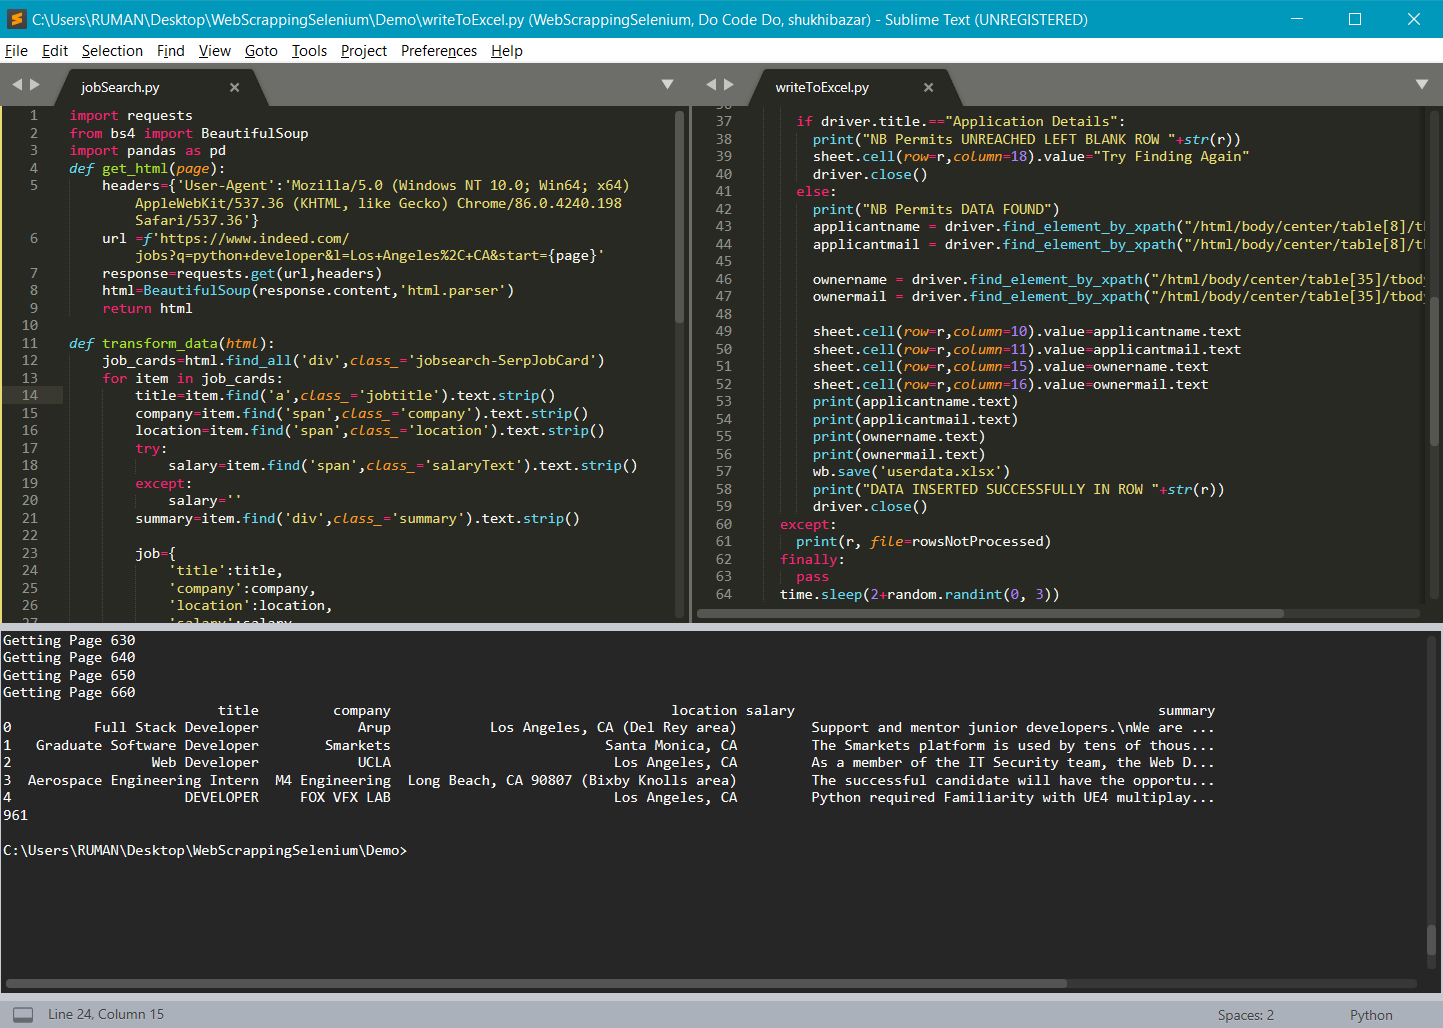 C:\Users\RUMAN\Desktop\WebScrappingSelenium\Demo\writeToExcel.py (WebScrappingSelenium, Do Code Do, shukhibazar) - Sublime Text (UNREGISTERED)
File Edit Selection Find View Goto Tools Project Preferences Help
jobSearch.py
1 import requests
2 from bs4 import BeautifulSoup
3 import pandas as pd
4 def get_html(page):
5 headers={'User-Agent':'Mozilla/5.0 (Windows NT 10.0; Win64; x64)
AppleWebKit/537.36 (KHTML, like Gecko) Chrome/86.0.4240.198
Safari/537.36'}
6 url =f'https://www.indeed.com/
jobs?q=python+developer&l=Los+Angeles%2C+CA&start={page}'
7 response=requests.get(url,headers)
8 html=BeautifulSoup(response.content,'html.parser')
9 return html
10
11 def transform_data(html):
12 job_cards=html.find_all('div',class_='jobsearch-SerpJobCard')
13 for item in job_cards:
14 title=item.find('a',class_='jobtitle').text.strip()
15 company=item.find('span',class_='company').text.strip()
16 location=item.find('span',class_='location').text.strip()
17 try:
18 salary=item.find('span',class_='salaryText').text.strip()
19 except:
20 salary=''
21 summary=item.find('div',class_='summary').text.strip()
22
23 job={
24 'title':title,
25 'company':company,
26 'location':location,
27 'salary':salary,
writeToExcel.py
36
37 if driver.title.=="Application Details":
38 print("NB Permits UNREACHED LEFT BLANK ROW "+str(r))
39 sheet.cell(row=r,column=18).value="Try Finding Again"
40 driver.close()
41 else:
42 print("NB Permits DATA FOUND")
43 applicantname = driver.find_element_by_xpath("/html/body/center/table[8]/t
44 applicantmail = driver.find_element_by_xpath("/html/body/center/table[8]/t
45
46 ownername = driver.find_element_by_xpath("/html/body/center/table[35]/tbody
47 ownermail = driver.find_element_by_xpath("/html/body/center/table[35]/tbody
48
49 sheet.cell(row=r,column=10).value=applicantname.text
50 sheet.cell(row=r,column=11).value=applicantmail.text
51 sheet.cell(row=r,column=15).value=ownername.text
52 sheet.cell(row=r,column=16).value=ownermail.text
53 print(applicantname.text)
54 print(applicantmail.text)
55 print(ownername.text)
56 print(ownermail.text)
57 wb.save('userdata.xlsx')
58 print("DATA INSERTED SUCCESSFULLY IN ROW "+str(r))
59 driver.close()
60 except:
61 print(r, file=rowsNotProcessed)
62 finally:
63 pass
64 time.sleep(2+random.randint(0, 3))
Getting Page 630
Getting Page 640
Getting Page 650
Getting Page 660
title company location salary summary
0 Full Stack Developer Arup Los Angeles, CA (Del Rey area) Support and mentor junior developers.\nWe are ...
1 Graduate Software Developer Smarkets Santa Monica, CA The Smarkets platform is used by tens of thous...
2 Web Developer UCLA Los Angeles, CA As a member of the IT Security team, the Web D...
3 Aerospace Engineering Intern M4 Engineering Long Beach, CA 90807 (Bixby Knolls area) The successful candidate will have the opportu...
4 DEVELOPER FOX VFX LAB Los Angeles, CA Python required Familiarity with UE4 multiplay...
961
C:\Users\RUMAN\Desktop\WebScrappingSelenium\Demo>
Line 24, Column 15 Spaces: 2 Python